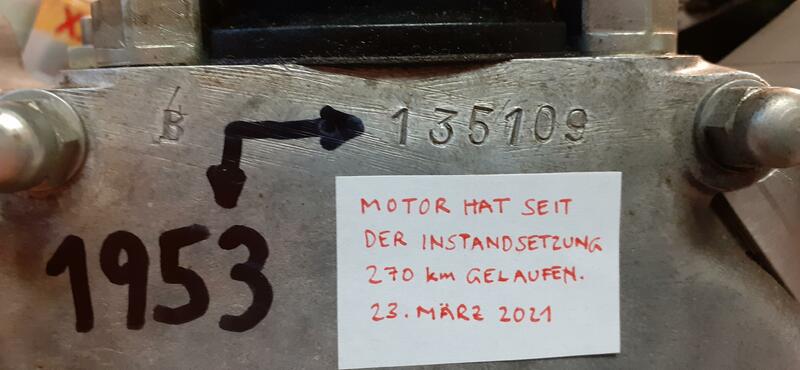 B 135109
1953
MOTOR HAT SEIT
DER INSTANDSETZUNG
270 km GELAUFEN.
23. MÄRZ 2021